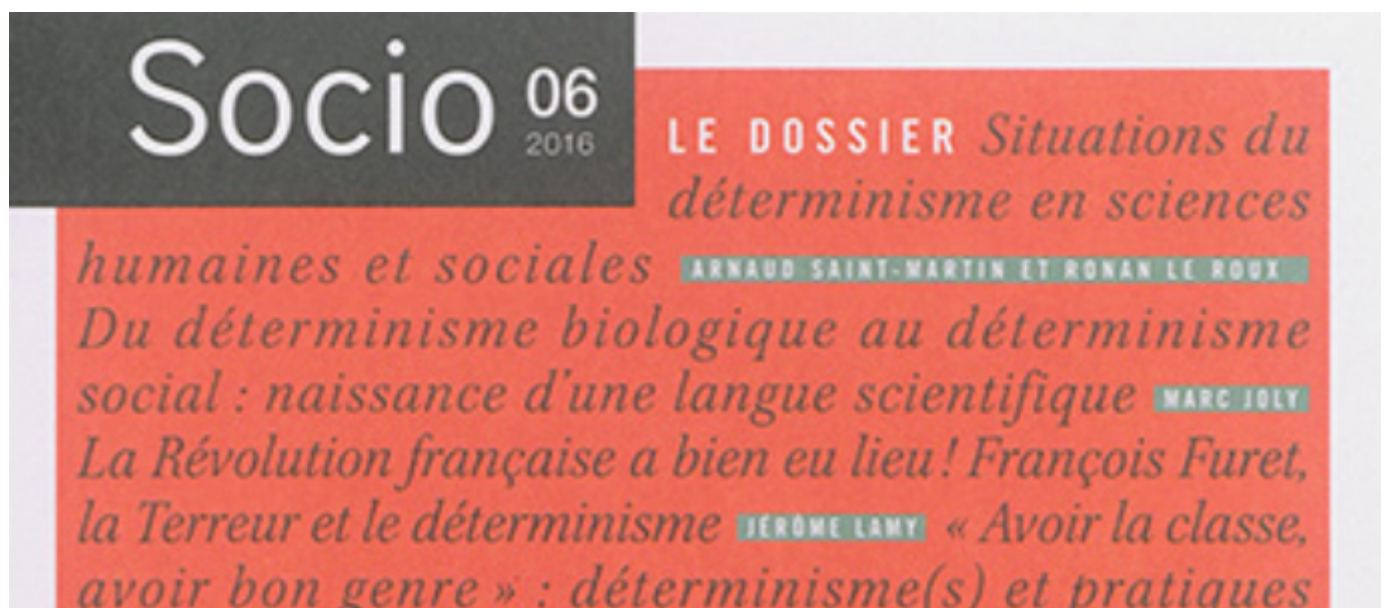 Socio 06
2016
LE DOSSIER Situations du
déterminisme en sciences
humaines et sociales ARNAUD SAINT-MARTIN ET RONAN LE ROUX
Du déterminisme biologique au déterminisme
social : naissance d'une langue scientifique MARC JOLY
La Révolution française a bien eu lieu ! François Furet,
la Terreur et le déterminisme JÉRÔME LAMY « Avoir la classe,
avoir bon genre » : déterminisme(s) et pratiques